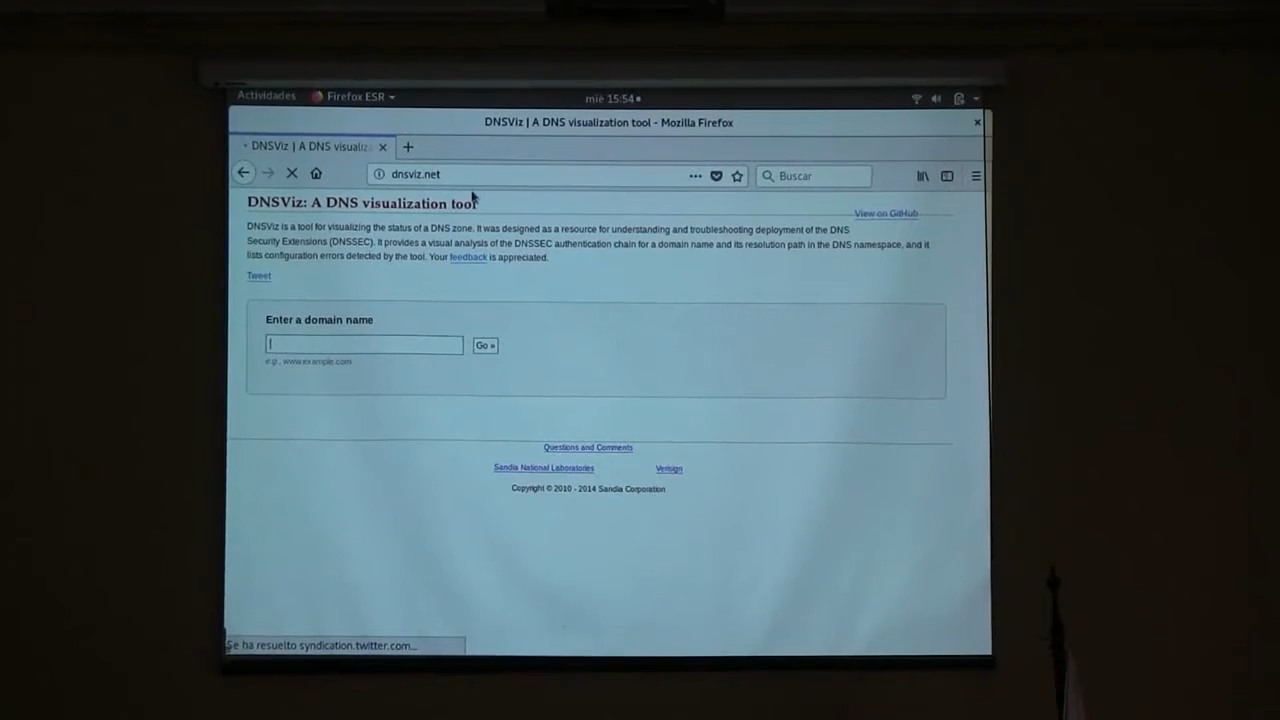 Actividades Firefox ESR mié 15:54
DNSViz | A DNS visualization tool - Mozilla Firefox
DNSViz | A DNS visualiz
dnsviz.net Buscar
DNSViz: A DNS visualization tool
View on GitHub
DNSViz is a tool for visualizing the status of a DNS zone. It was designed as a resource for understanding and troubleshooting deployment of the DNS
Security Extensions (DNSSEC). It provides a visual analysis of the DNSSEC authentication chain for a domain name and its resolution path in the DNS namespace, and it
lists configuration errors detected by the tool. Your feedback is appreciated.
Tweet
Enter a domain name
Go »
e.g., www.example.com
Questions and Comments
Sandia National Laboratories Verisign
Copyright © 2010 - 2014 Sandia Corporation
Se ha resuelto syndication.twitter.com...